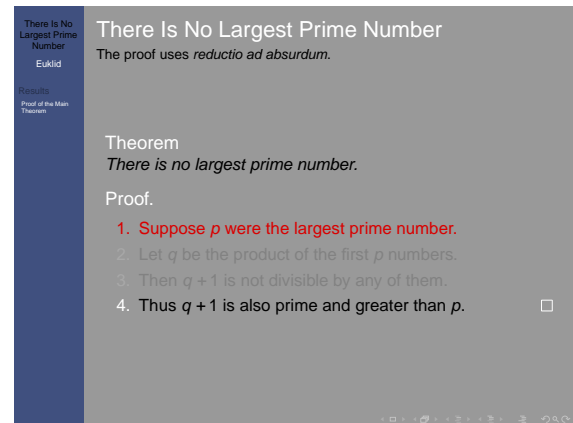 There Is No
Largest Prime
Number
Euklid
Results
Proof of the Main
Theorem
There Is No Largest Prime Number
The proof uses reductio ad absurdum.
Theorem
There is no largest prime number.
Proof.
1. Suppose p were the largest prime number.
2. Let q be the product of the first p numbers.
3. Then q + 1 is not divisible by any of them.
4. Thus q + 1 is also prime and greater than p.